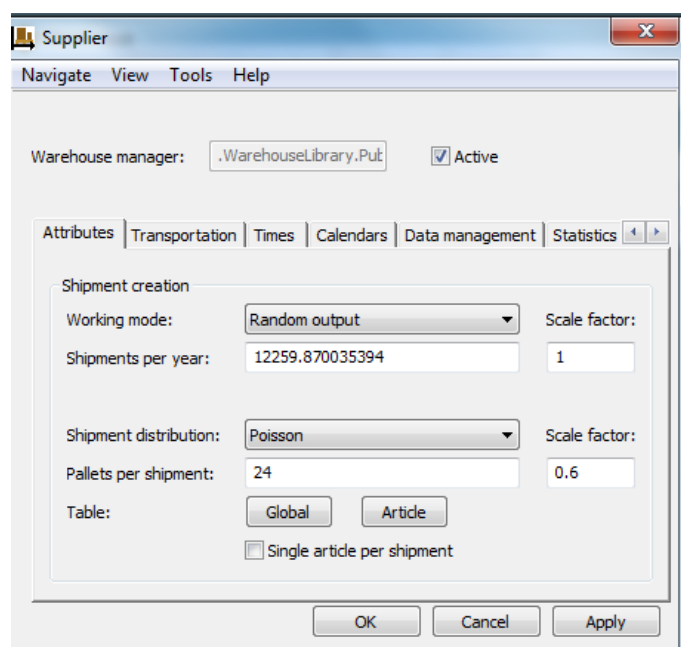 Supplier
Navigate View Tools Help
Warehouse manager: .WarehouseLibrary.Put Active
Attributes Transportation Times Calendars Data management Statistics
Shipment creation
Working mode: Random output Scale factor:
Shipments per year: 12259.870035394 1
Shipment distribution: Poisson Scale factor:
Pallets per shipment: 24 0.6
Table: Global Article
Single article per shipment
OK Cancel Apply